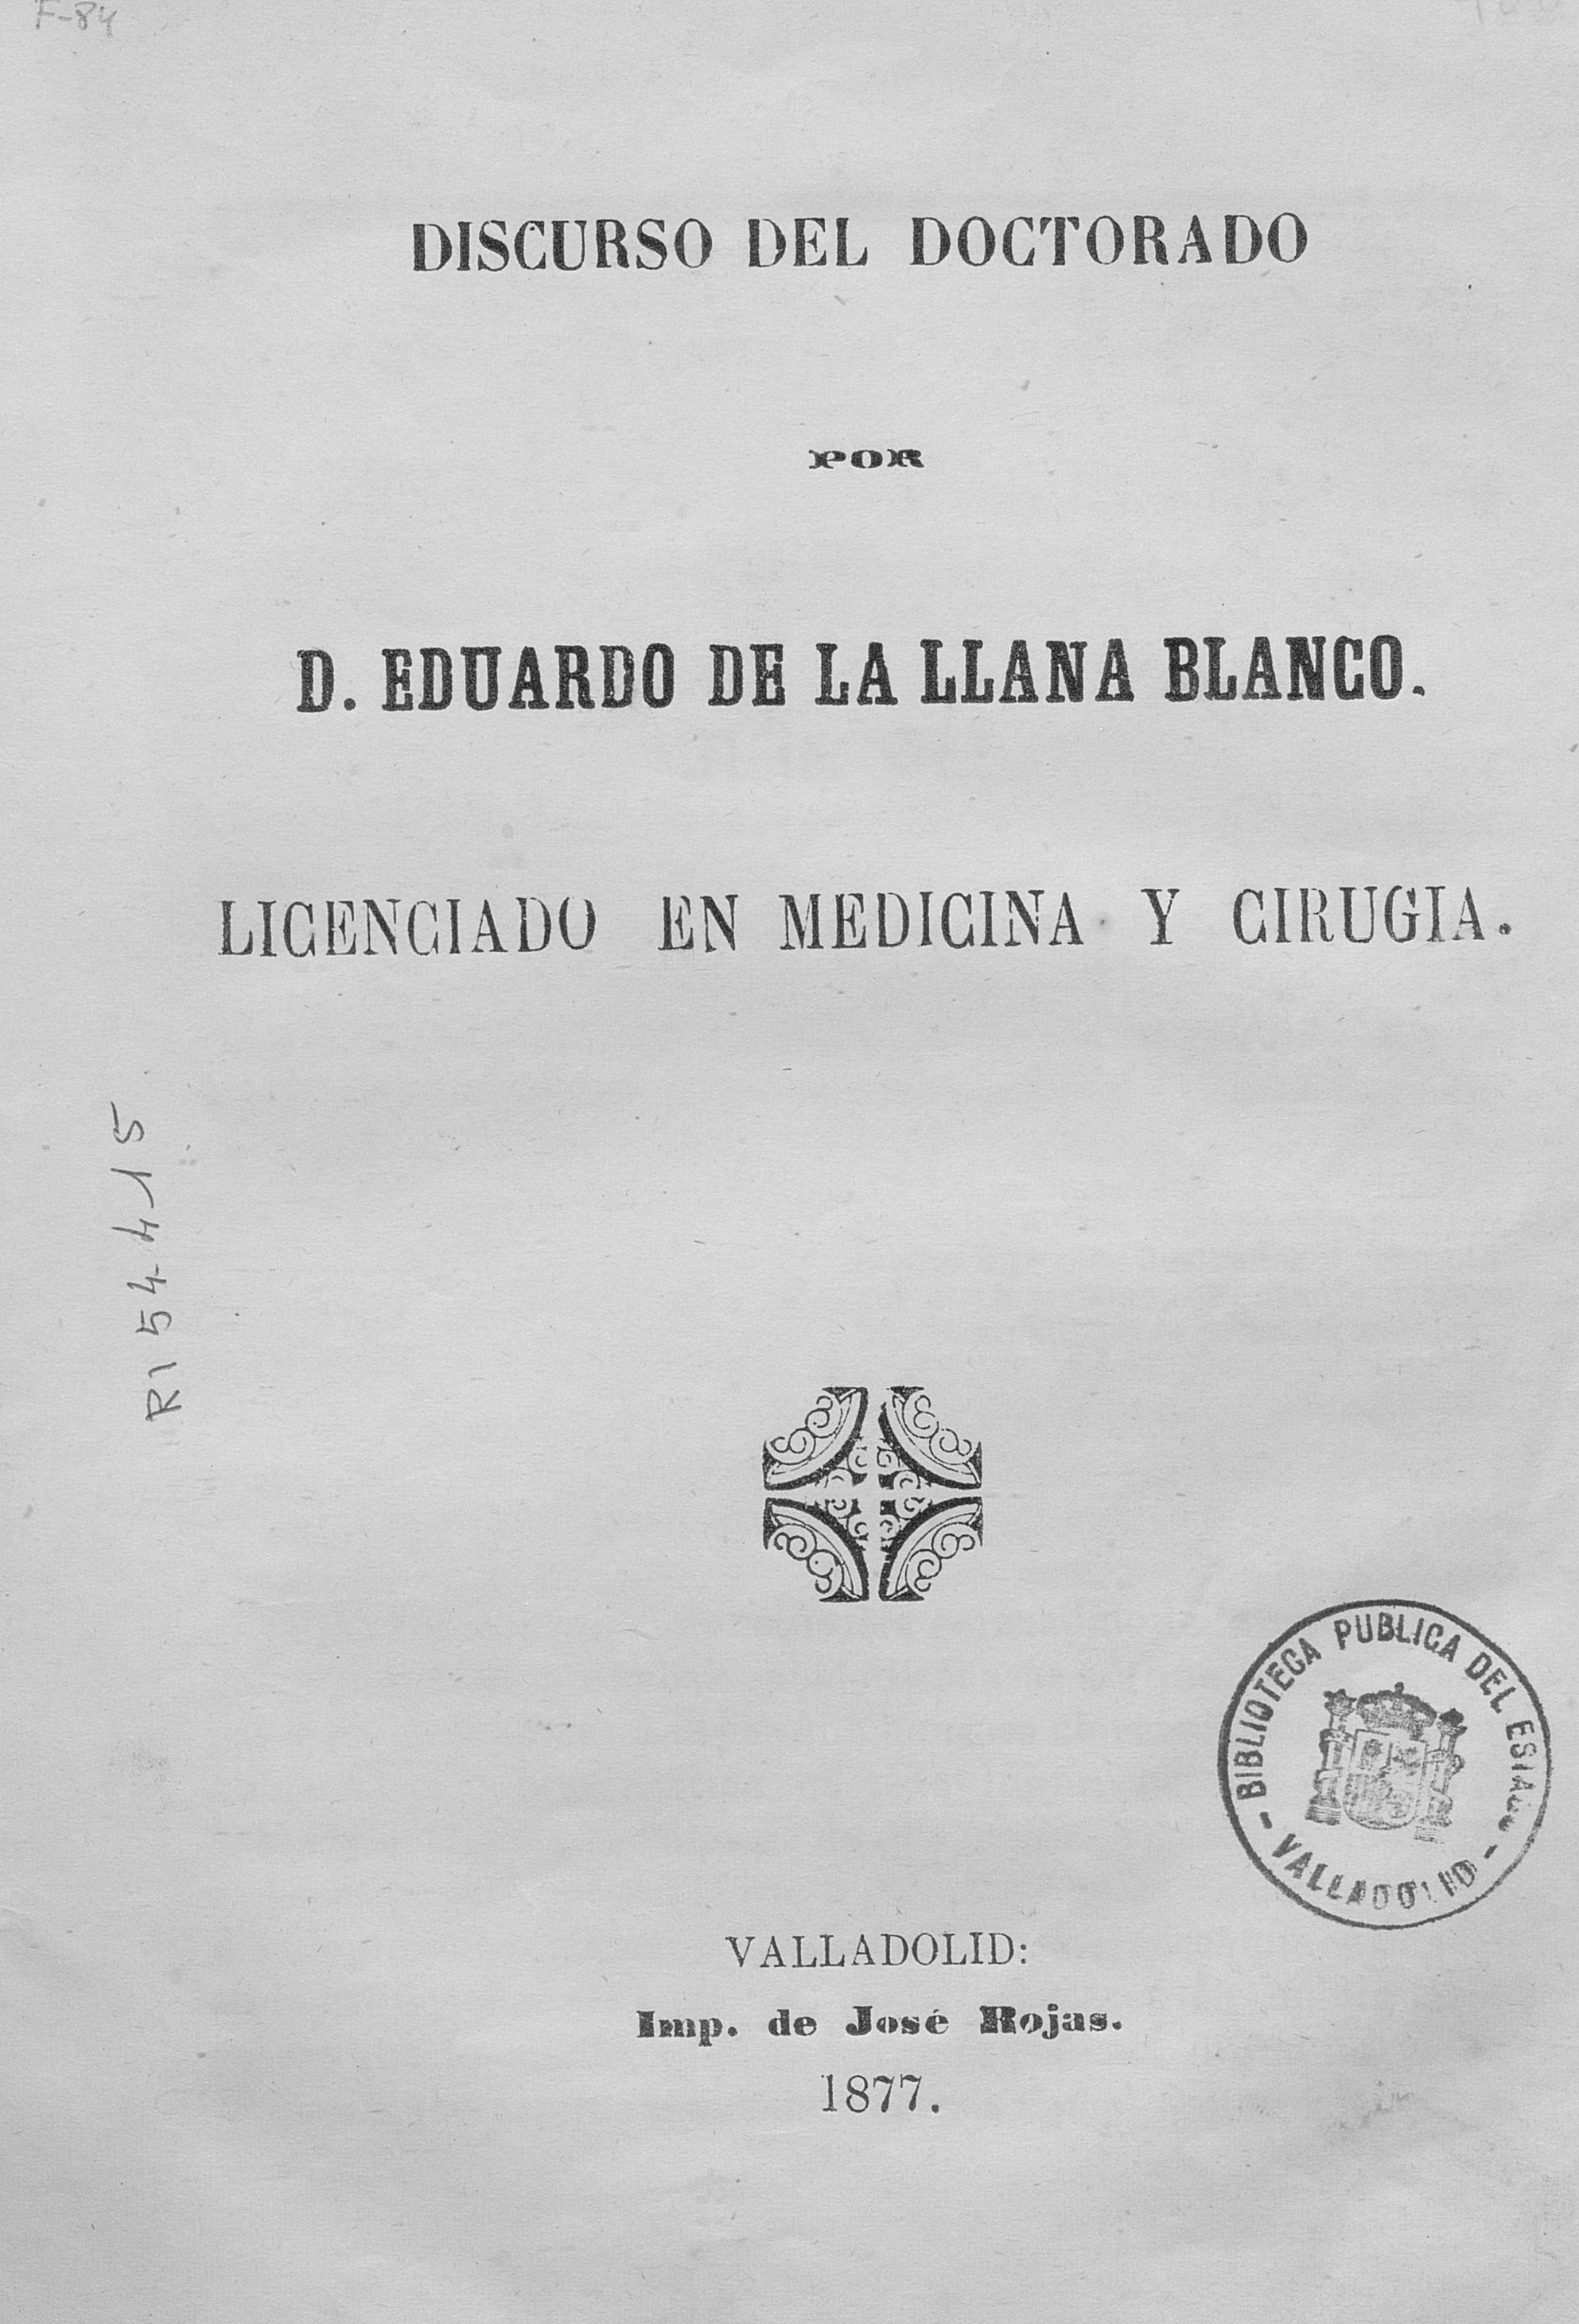 F-84
DISCURSO DEL DOCTORADO
POR
D. EDUARDO DE LA LLANA BLANCO.
LICENCIADO EN MEDICINA Y CIRUGIA.
R154415
BIBLIOTECA PUBLICA DEL ESTADO
- VALLADOLID -
VALLADOLID:
Imp. de José Rojas.
1877.